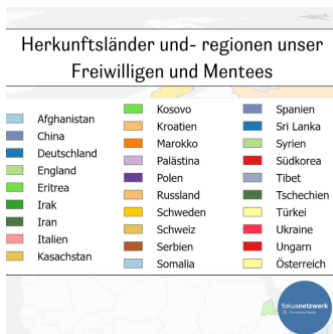 Herkunftsländer und- regionen unser
Freiwilligen und Mentees
Afghanistan
China
Deutschland
England
Eritrea
Irak
Iran
Italien
Kasachstan
Kosovo
Kroatien
Marokko
Palästina
Polen
Russland
Schweden
Schweiz
Serbien
Somalia
Spanien
Sri Lanka
Syrien
Südkorea
Tibet
Tschechien
Türkei
Ukraine
Ungarn
Österreich
fokusnetzwerk
Connecting People